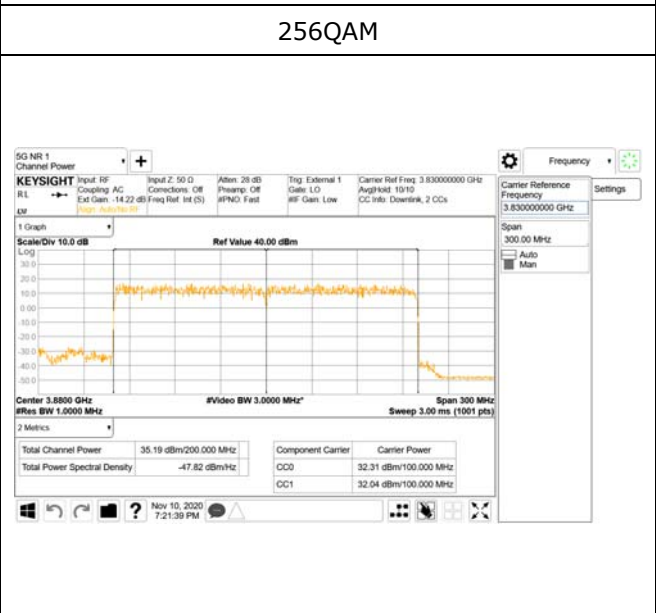 256QAM
5G NR 1
Channel Power
Frequency
KEYSIGHT Input: RF Input Z: 50 Ω Atten: 28 dB Trig: External 1 Carrier Ref Freq: 3.830000000 GHz
RL Coupling: AC Corrections: Off Preamp: Off Gate: LO Avg|Hold: 10/10
Ext Gain: -14.22 dB Freq Ref: Int (S) #PNO: Fast #IF Gain: Low CC Info: Downlink, 2 CCs
Align: Auto/No RF
Carrier Reference
Frequency
3.830000000 GHz
Settings
Span
300.00 MHz
Auto
Man
1 Graph
Scale/Div 10.0 dB Ref Value 40.00 dBm
Log
30.0
20.0
10.0
0.00
-10.0
-20.0
-30.0
-40.0
-50.0
Center 3.8800 GHz #Video BW 3.0000 MHz* Span 300 MHz
#Res BW 1.0000 MHz Sweep 3.00 ms (1001 pts)
2 Metrics
Total Channel Power 35.19 dBm/200.000 MHz
Total Power Spectral Density -47.82 dBm/Hz
Component Carrier Carrier Power
CC0 32.31 dBm/100.000 MHz
CC1 32.04 dBm/100.000 MHz
? Nov 10, 2020
7:21:39 PM